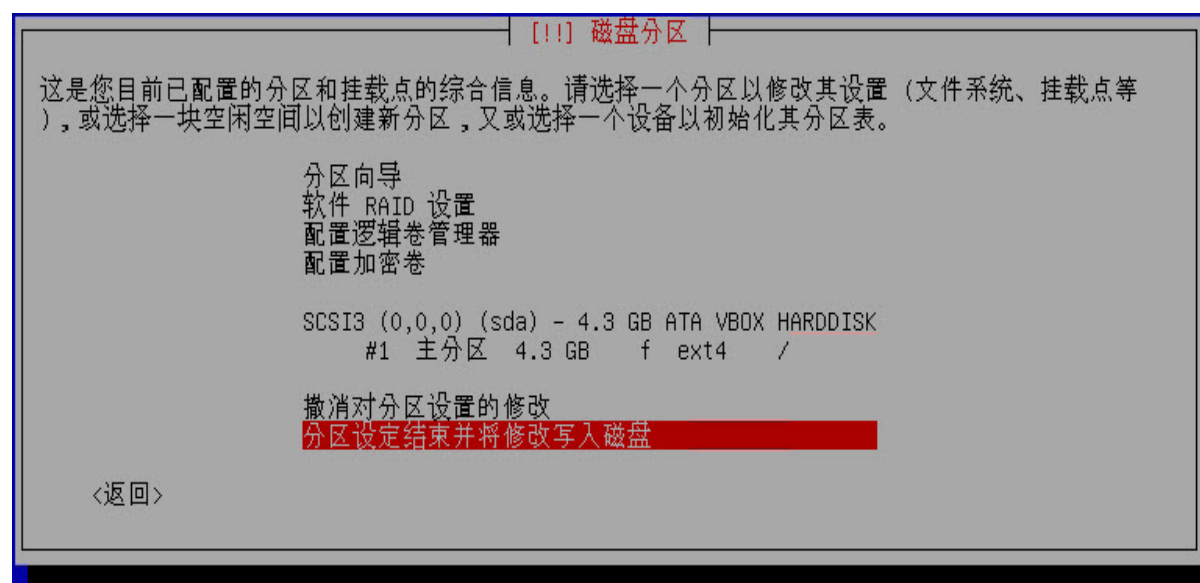 [!!] 磁盘分区
这是您目前已配置的分区和挂载点的综合信息。请选择一个分区以修改其设置（文件系统、挂载点等
），或选择一块空闲空间以创建新分区，又或选择一个设备以初始化其分区表。
分区向导
软件 RAID 设置
配置逻辑卷管理器
配置加密卷
SCSI3 (0,0,0) (sda) - 4.3 GB ATA VBOX HARDDISK
#1 主分区 4.3 GB f ext4 /
撤消对分区设置的修改
分区设定结束并将修改写入磁盘
<返回>